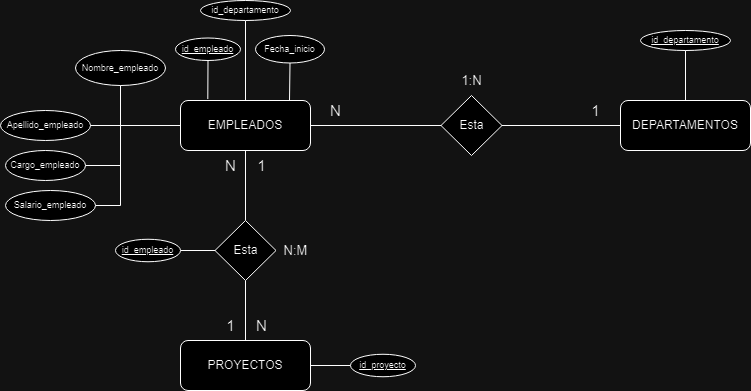 id_departamento
id_empleado
Fecha_inicio
id_departamento
Nombre_empleado
1:N
Apellido_empleado
EMPLEADOS
N
Esta
1
DEPARTAMENTOS
Cargo_empleado
N 1
Salario_empleado
id_empleado
Esta
N:M
1 N
PROYECTOS
id_proyecto